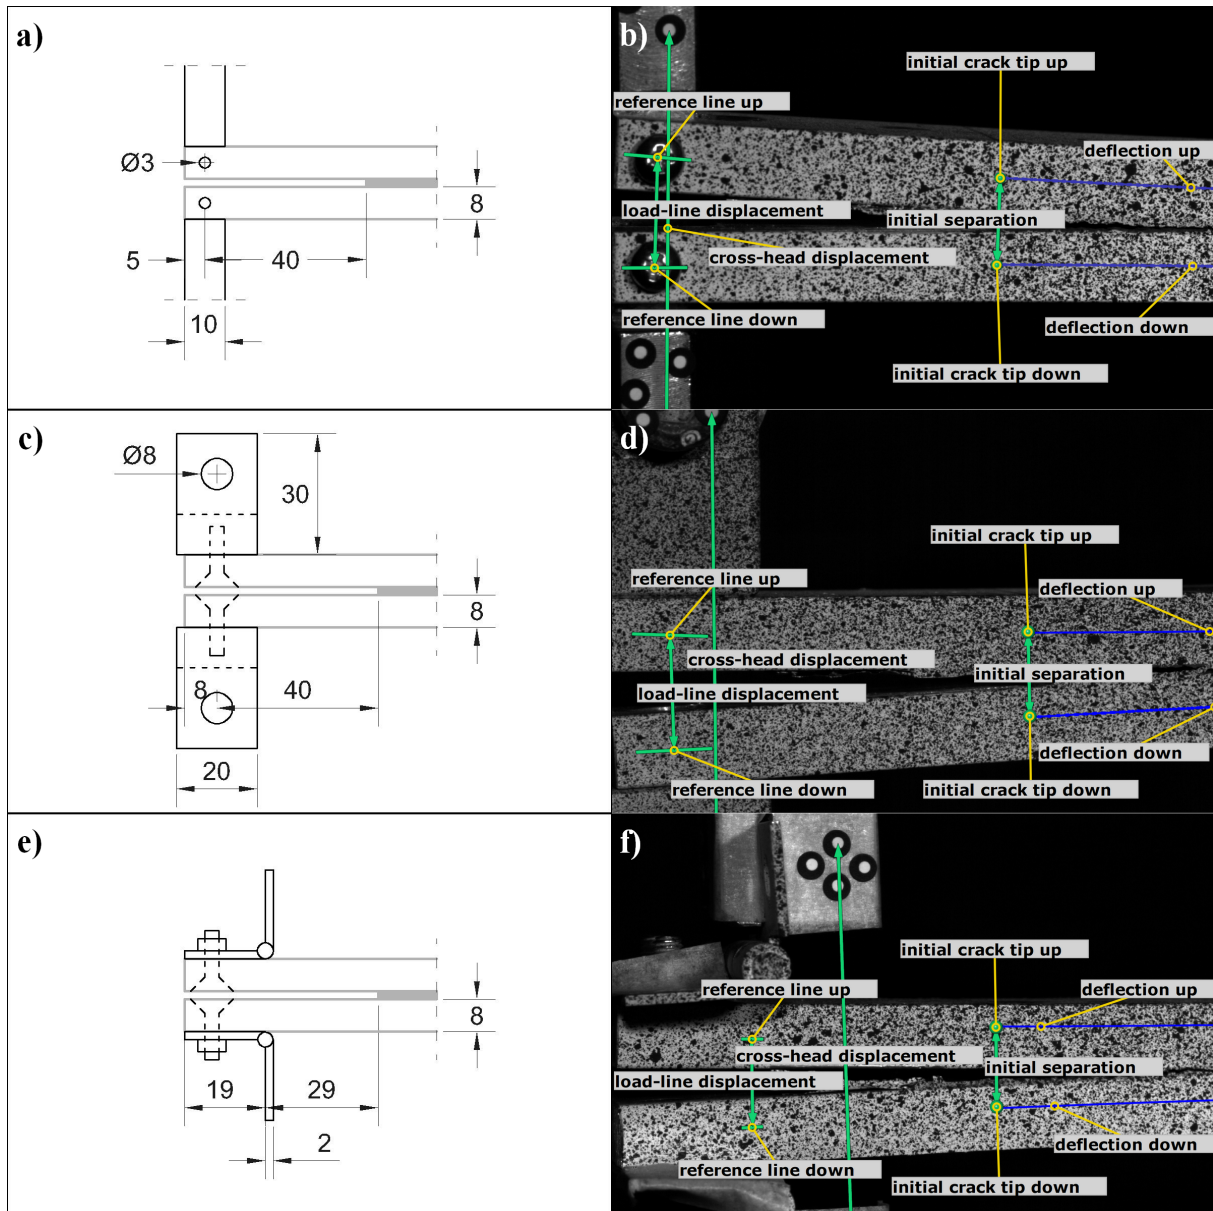 a)
Ø3
8
5
40
10
b)
initial crack tip up
reference line up
deflection up
load-line displacement
initial separation
cross-head displacement
reference line down
deflection down
initial crack tip down
c)
Ø8
30
8
8
40
20
d)
initial crack tip up
reference line up
deflection up
cross-head displacement
initial separation
load-line displacement
deflection down
reference line down
initial crack tip down
e)
8
19
29
2
f)
initial crack tip up
reference line up
deflection up
cross-head displacement
initial separation
load-line displacement
deflection down
reference line down
initial crack tip down